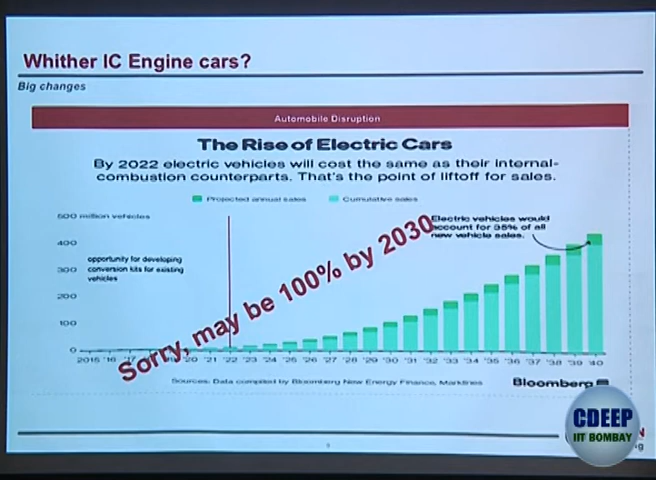 Whither IC Engine cars?
Big changes
Automobile Disruption
The Rise of Electric Cars
By 2022 electric vehicles will cost the same as their internal-
combustion counterparts. That's the point of liftoff for sales.
Projected annual sales Cumulative sales
500 million vehicles
Electric vehicles would
account for 35% of all
new vehicle sales.
400
opportunity for developing
conversion kits for existing
vehicles
300
200
100
0
Sorry, may be 100% by 2030
2015 '16 '17 '20 '21 '22 '23 '24 '25 '26 '27 '28 '29 '30 '31 '32 '33 '34 '35 '36 '37 '38 '39 '40
Sources: Data compiled by Bloomberg New Energy Finance, Marklines
Bloomberg
CDEEP
IIT BOMBAY